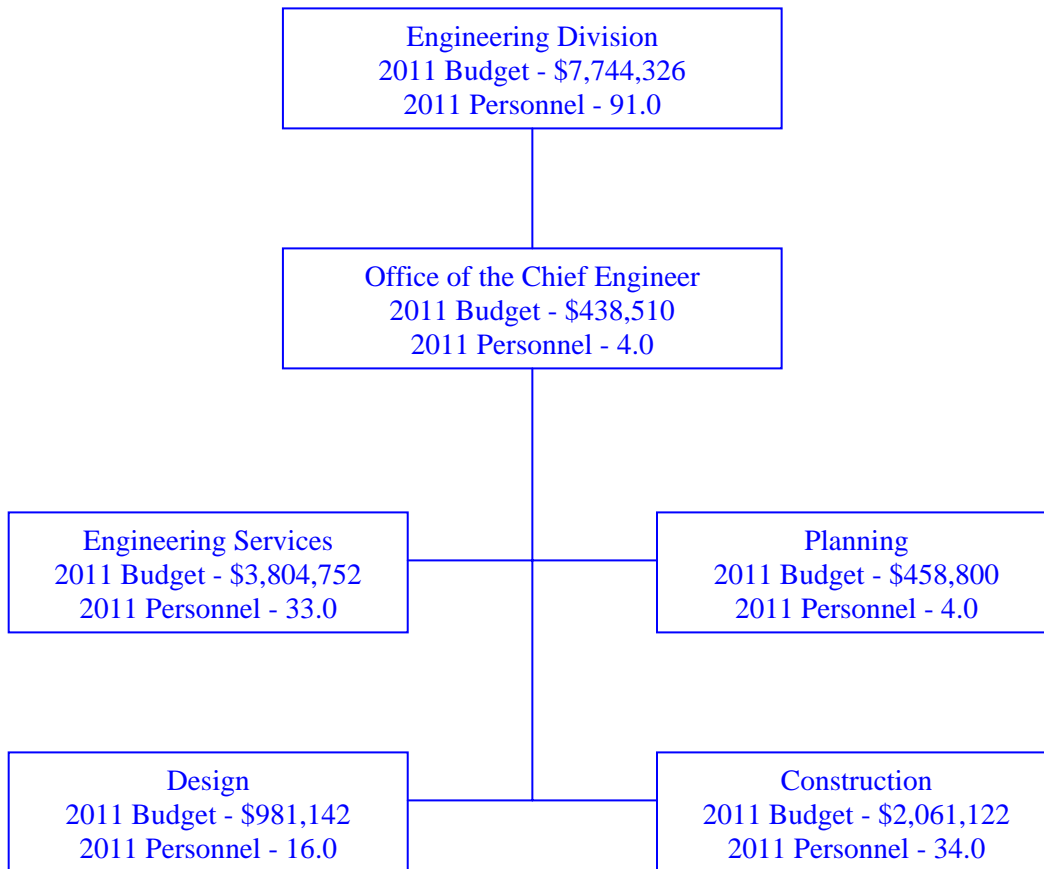 Engineering Division
2011 Budget - $7,744,326
2011 Personnel - 91.0
Office of the Chief Engineer
2011 Budget - $438,510
2011 Personnel - 4.0
Engineering Services
2011 Budget - $3,804,752
2011 Personnel - 33.0
Planning
2011 Budget - $458,800
2011 Personnel - 4.0
Design
2011 Budget - $981,142
2011 Personnel - 16.0
Construction
2011 Budget - $2,061,122
2011 Personnel - 34.0